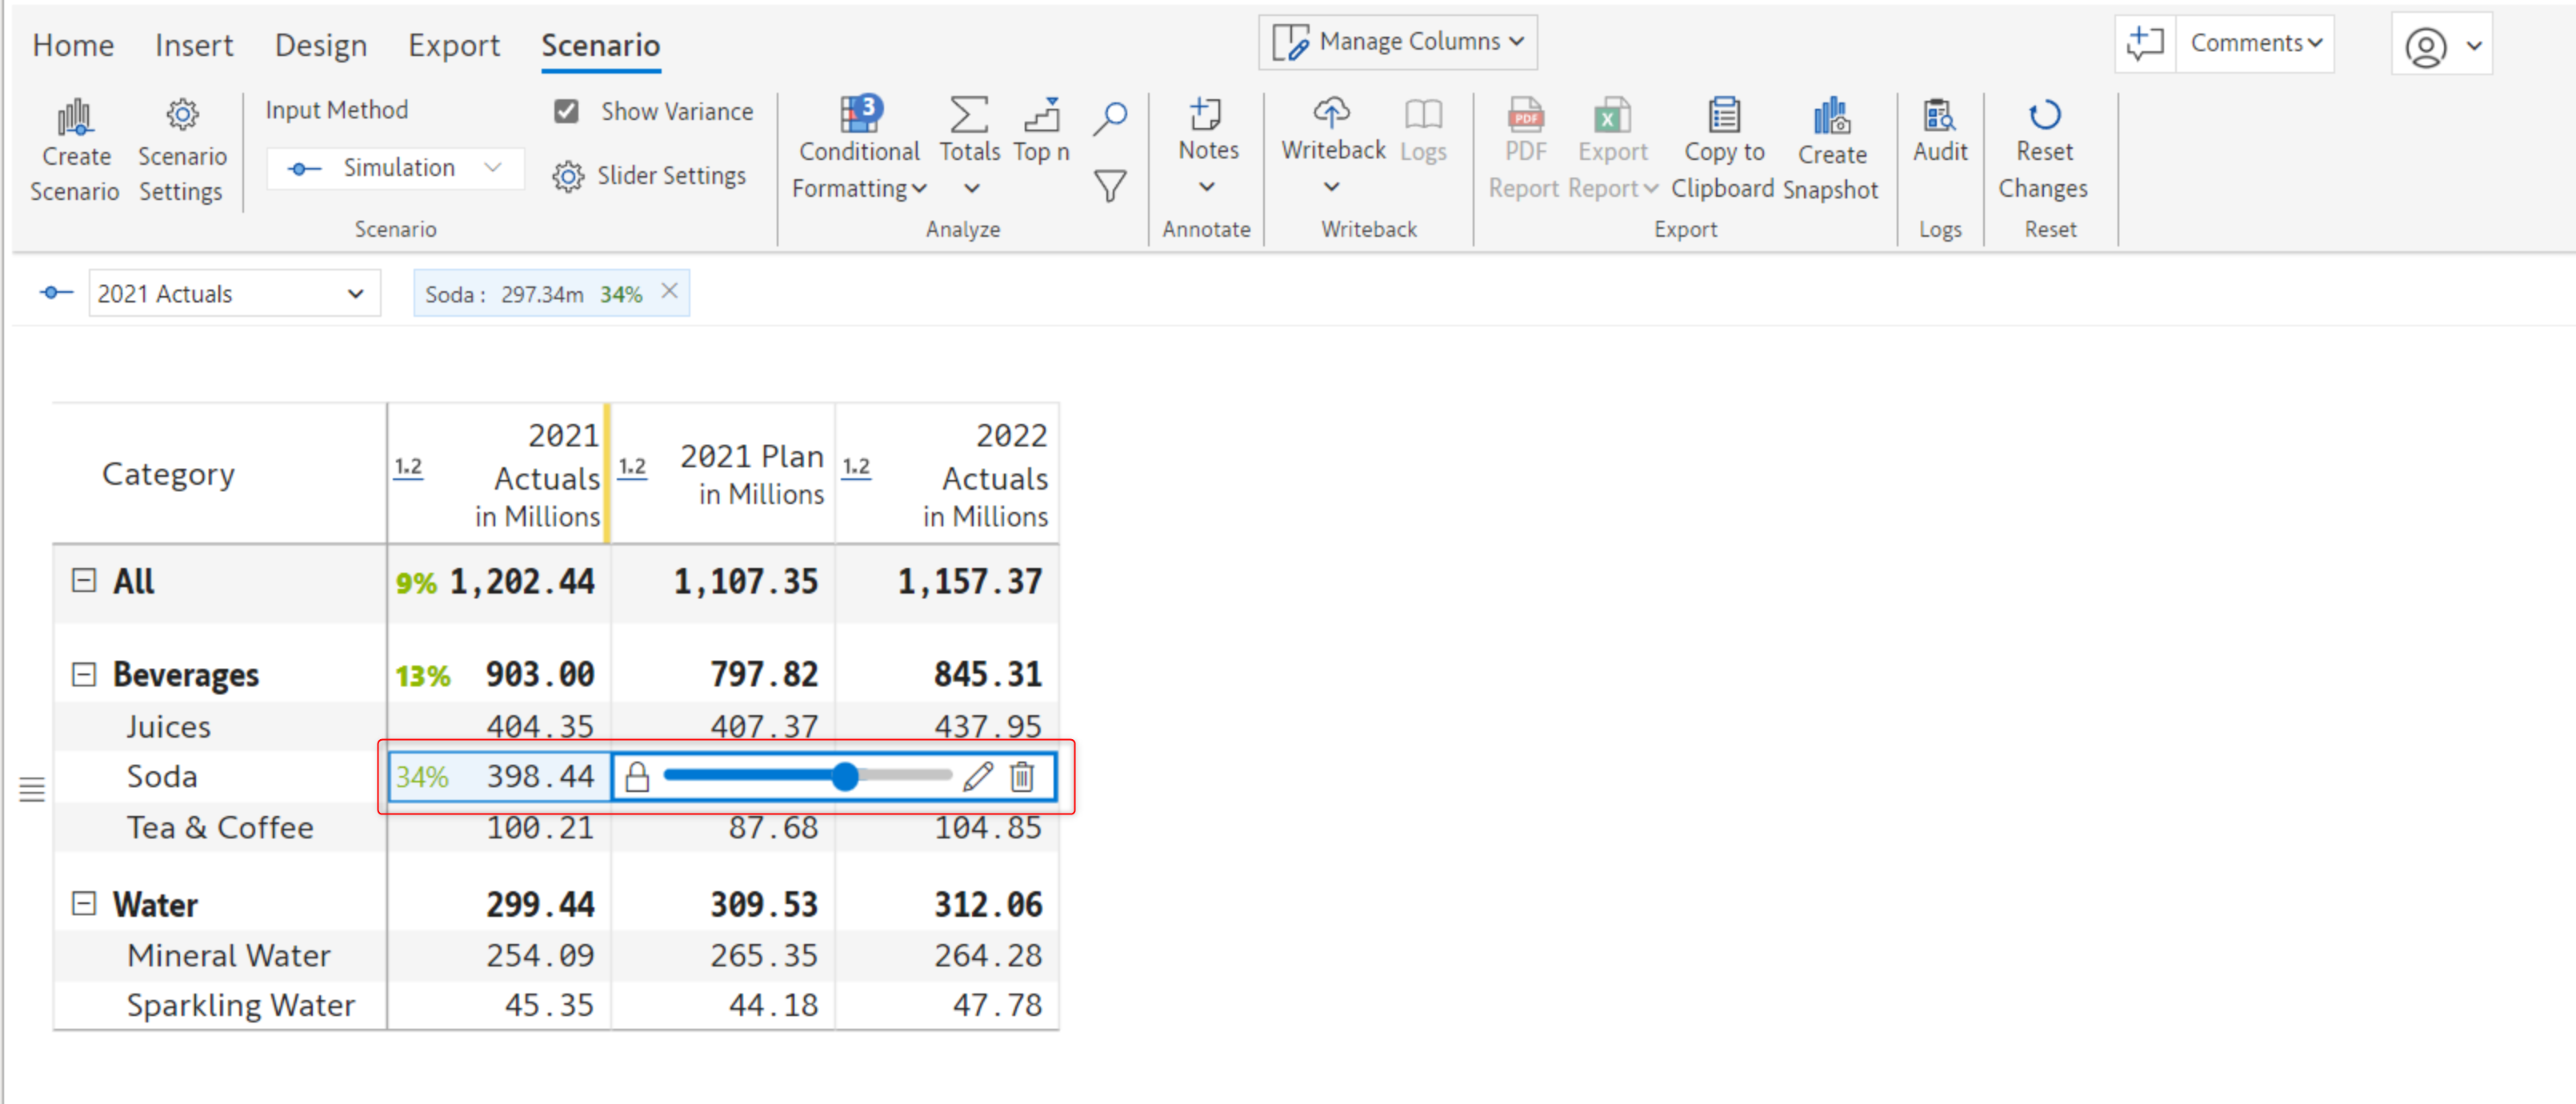 Home Insert Design Export Scenario Manage Columns Comments
Create Scenario
Scenario Settings
Input Method
Simulation
Show Variance
Slider Settings
Scenario
3
Conditional Formatting
Totals
Top n
Analyze
Notes
Annotate
Writeback
Logs
Writeback
PDF
PDF Report
X
Export Report
Copy to Clipboard
Create Snapshot
Export
Audit
Logs
Reset Changes
Reset
2021 Actuals
Soda : 297.34m 34%
Category
1.2 2021 Actuals in Millions
1.2 2021 Plan in Millions
1.2 2022 Actuals in Millions
All 9% 1,202.44 1,107.35 1,157.37
Beverages 13% 903.00 797.82 845.31
Juices 404.35 407.37 437.95
Soda 34% 398.44
Tea & Coffee 100.21 87.68 104.85
Water 299.44 309.53 312.06
Mineral Water 254.09 265.35 264.28
Sparkling Water 45.35 44.18 47.78